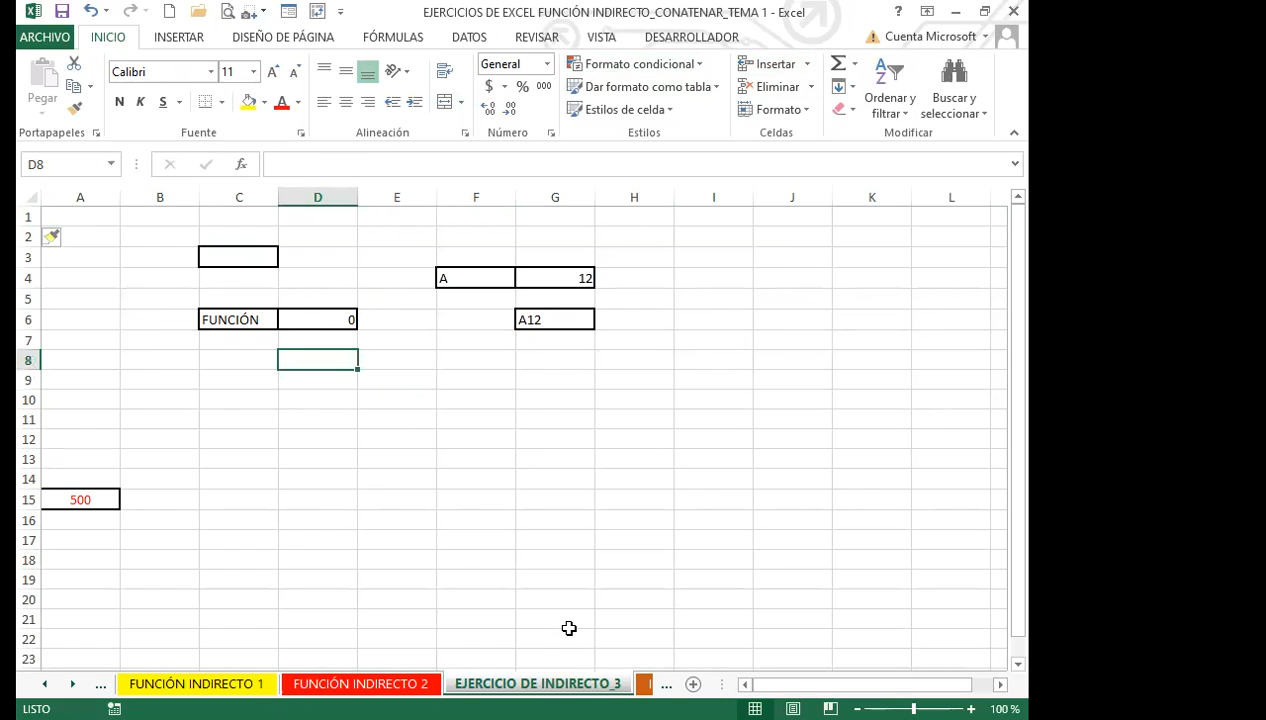 EJERCICIOS DE EXCEL FUNCIÓN INDIRECTO_CONATENAR_TEMA 1 - Excel
?
ARCHIVO INICIO INSERTAR DISEÑO DE PÁGINA FÓRMULAS DATOS REVISAR VISTA DESARROLLADOR Cuenta Microsoft
Calibri 11 General Formato condicional Insertar Σ
Pegar $ % 000 Dar formato como tabla Eliminar Ordenar y Buscar y
N K S A Estilos de celda Formato filtrar seleccionar
Portapapeles Fuente Alineación Número Estilos Celdas Modificar
D8 fx
A B C D E F G H I J K L
1
2
3
4 A 12
5
6 FUNCIÓN 0 A12
7
8
9
10
11
12
13
14
15 500
16
17
18
19
20
21
22
23
... FUNCIÓN INDIRECTO 1 FUNCIÓN INDIRECTO 2 EJERCICIO DE INDIRECTO_3 I ...
LISTO 100 %